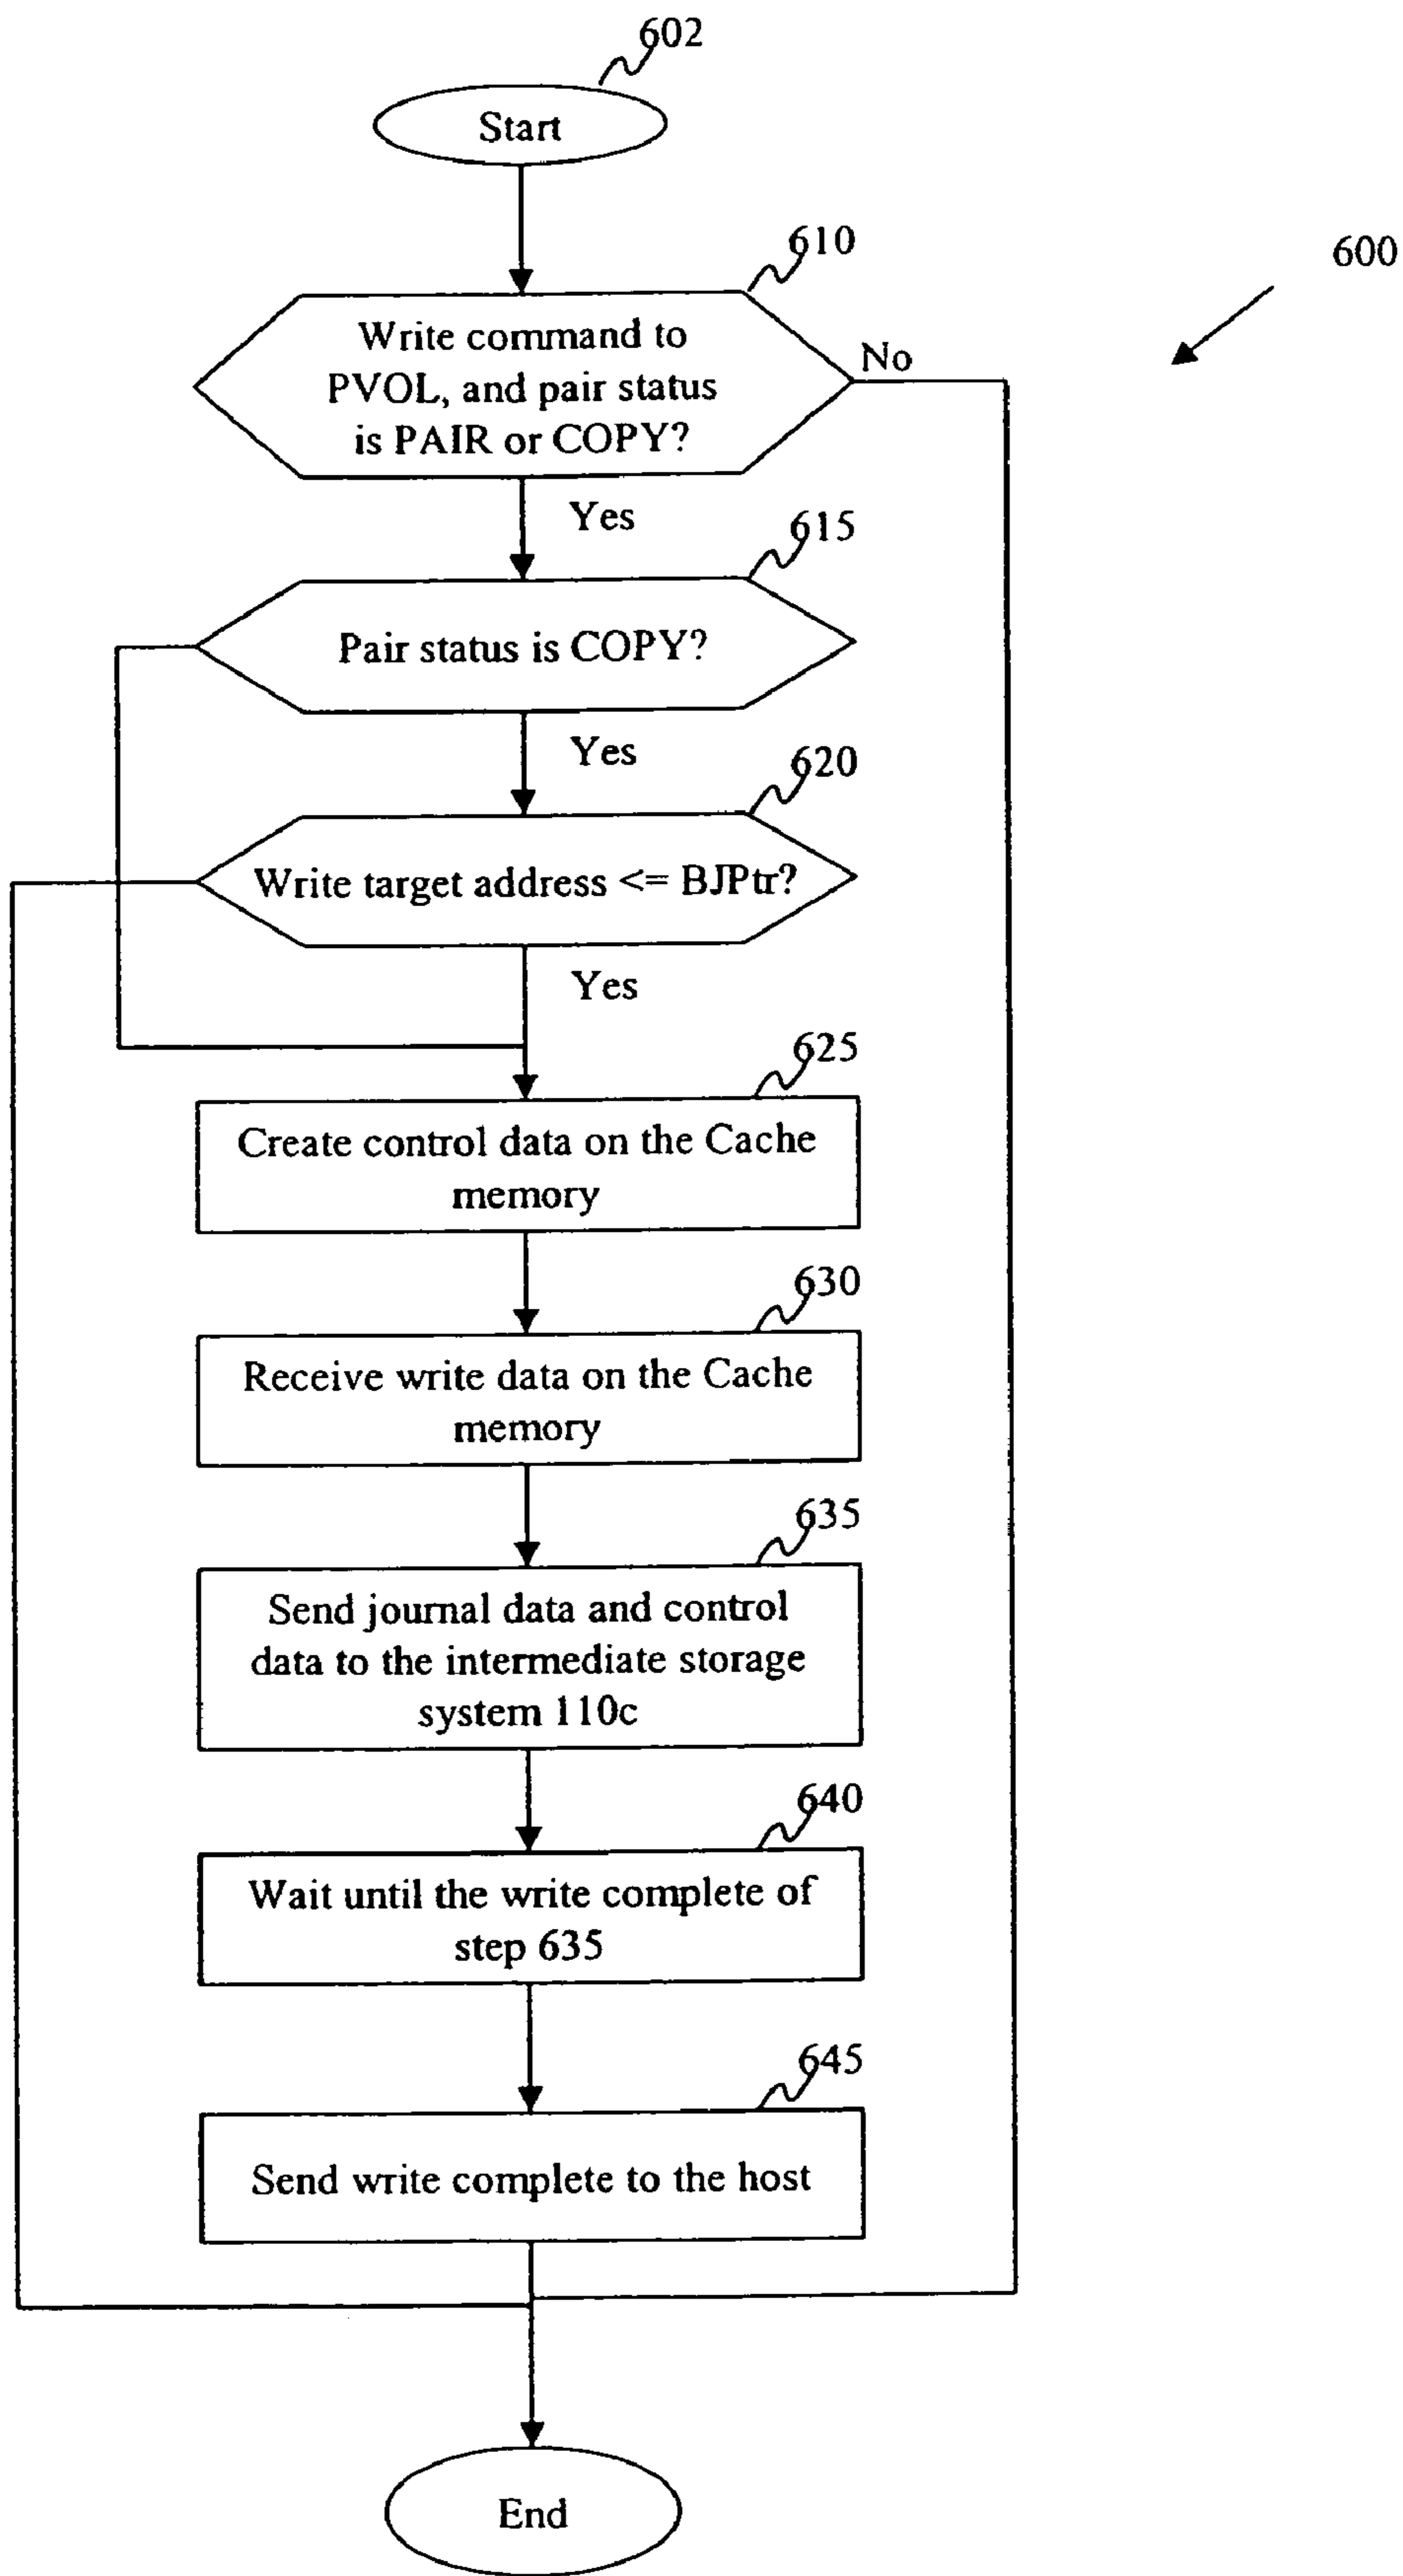 602
Start
610
600
Write command to
PVOL, and pair status
is PAIR or COPY?
No
Yes
615
Pair status is COPY?
Yes
620
Write target address <= BJPtr?
Yes
625
Create control data on the Cache
memory
630
Receive write data on the Cache
memory
635
Send journal data and control
data to the intermediate storage
system 110c
640
Wait until the write complete of
step 635
645
Send write complete to the host
End